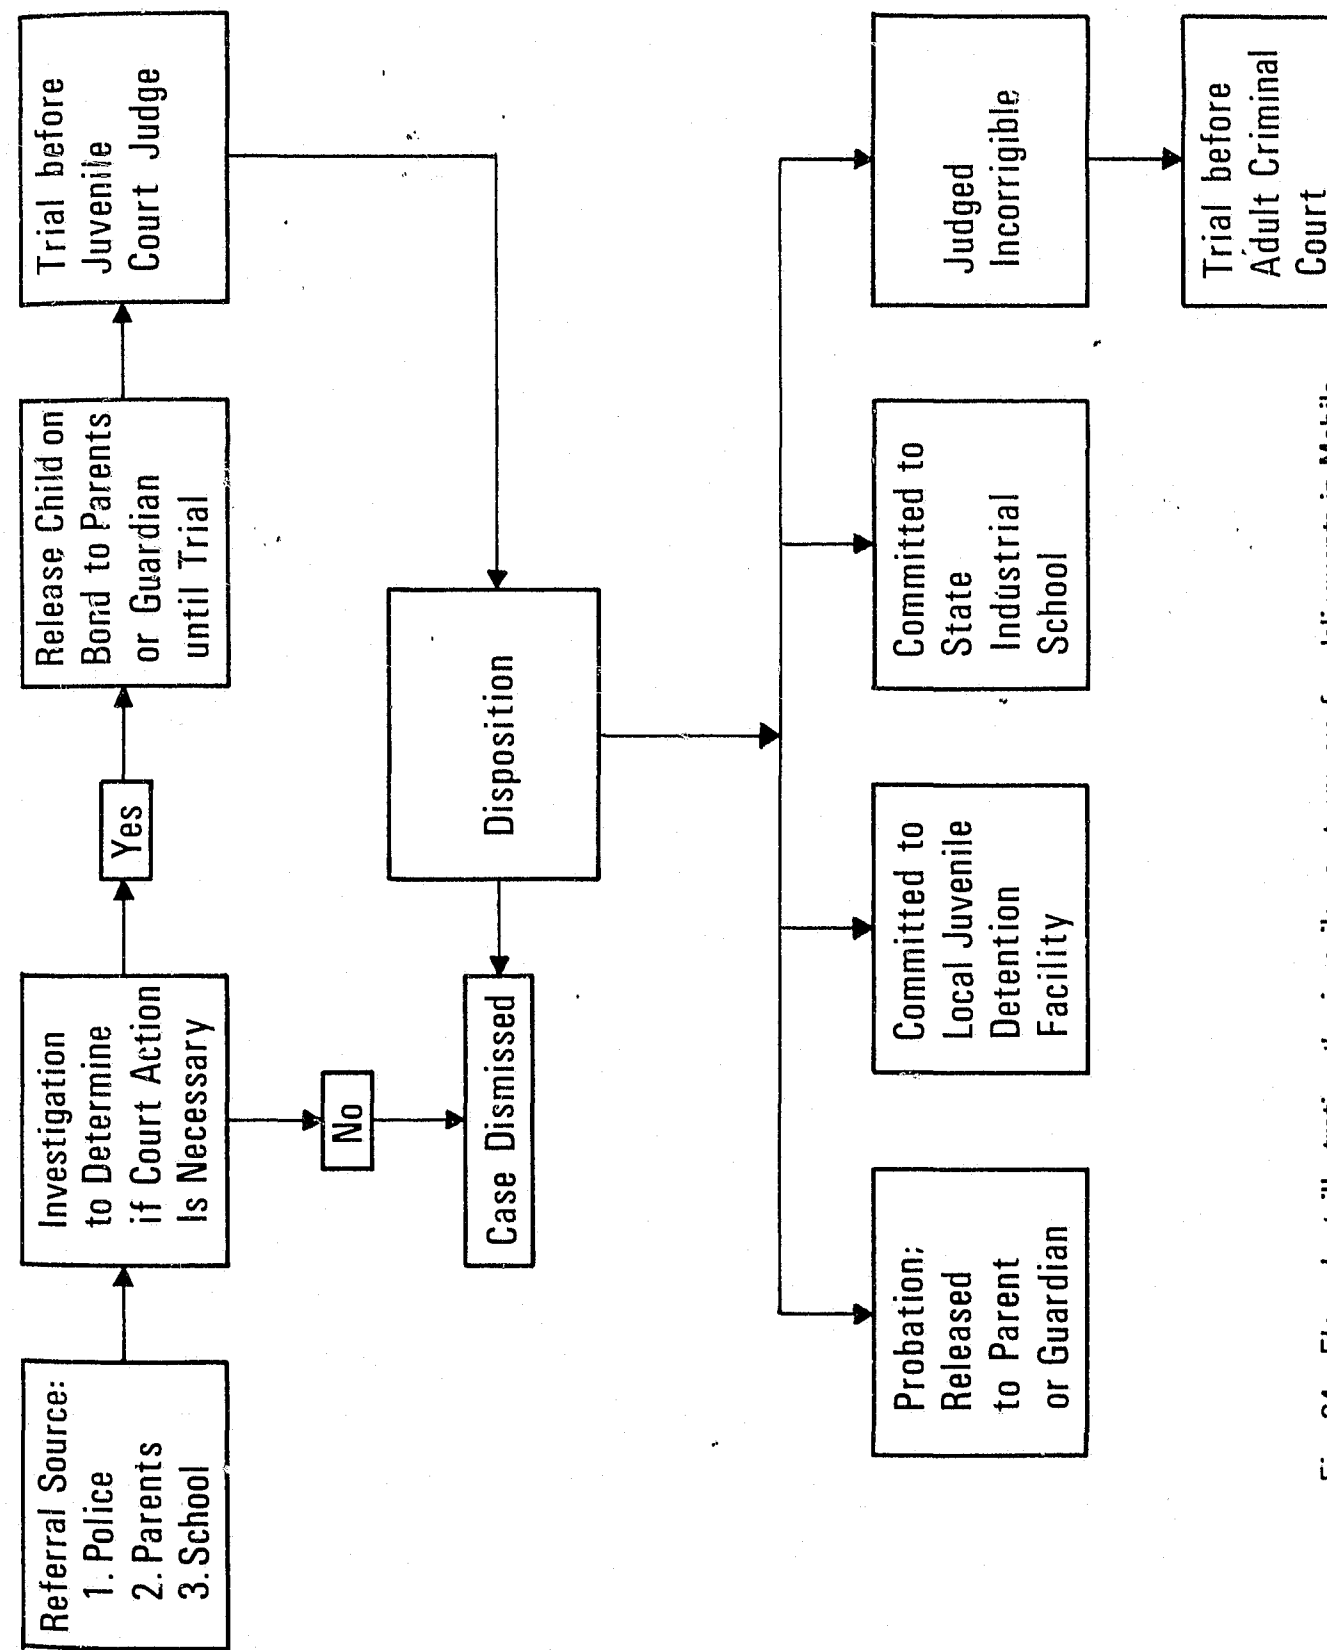 Referral Source:
1. Police
2. Parents
3. School
Investigation
to Determine
if Court Action
Is Necessary
Yes
Release Child on
Bond to Parents
or Guardian
until Trial
Trial before
Juvenile
Court Judge
No
Case Dismissed
Disposition
Probation;
Released
to Parent
or Guardian
Committed to
Local Juvenile
Detention
Facility
Committed to
State
Industrial
School
Judged
Incorrigible
Trial before
Adult Criminal
Court